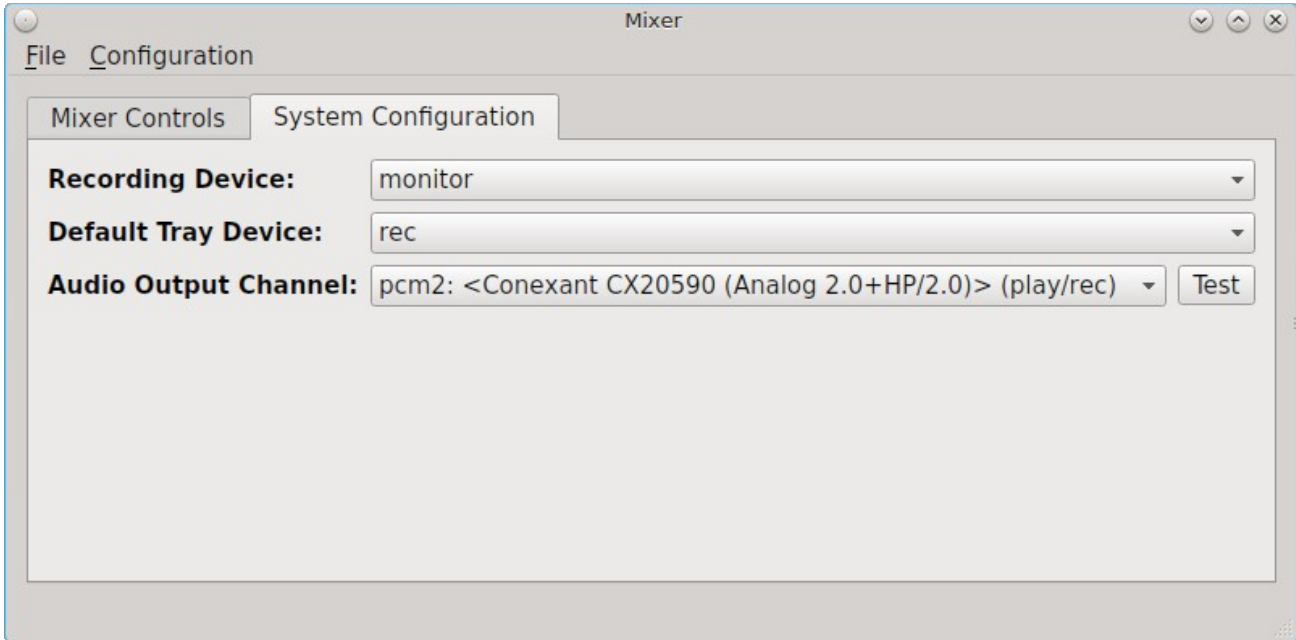 Mixer
File Configuration
Mixer Controls System Configuration
Recording Device: monitor
Default Tray Device: rec
Audio Output Channel: pcm2: <Conexant CX20590 (Analog 2.0+HP/2.0)> (play/rec) Test